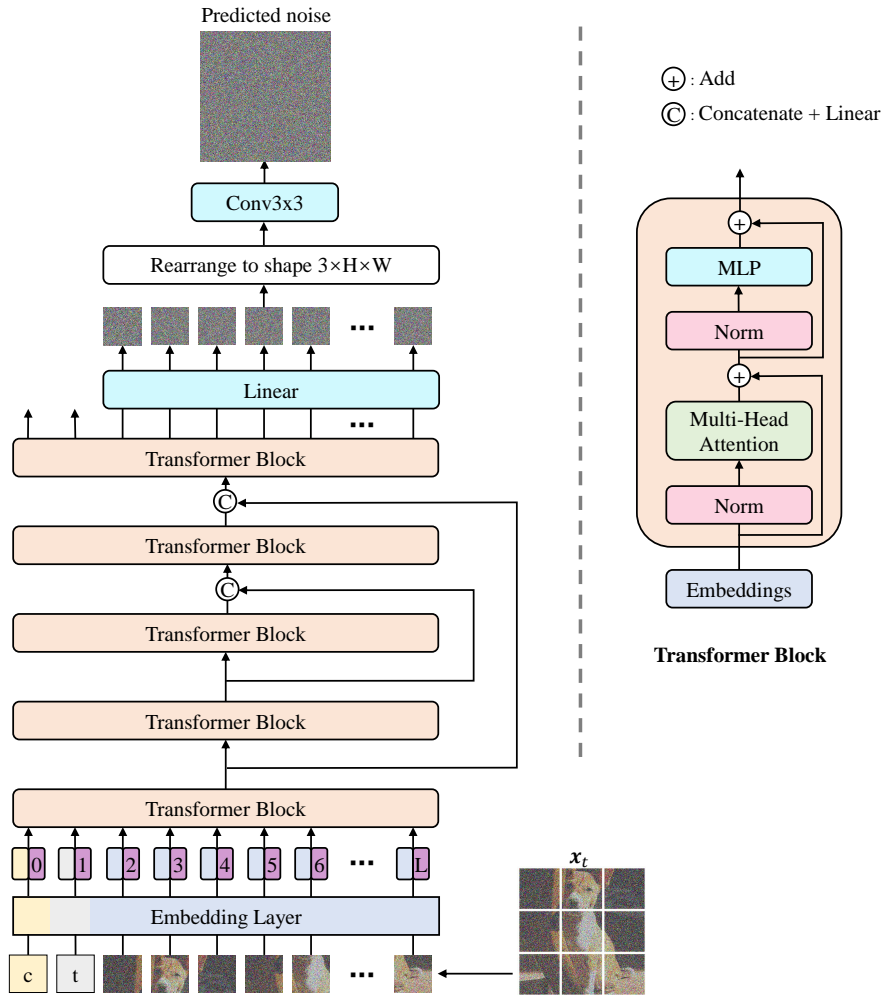 Predicted noise
Conv3x3
Rearrange to shape 3×H×W
...
Linear
...
Transformer Block
C
Transformer Block
C
Transformer Block
Transformer Block
Transformer Block
0 1 2 3 4 5 6 ... L
Embedding Layer
c t ...
x_t
+ : Add
C : Concatenate + Linear
+
MLP
Norm
+
Multi-Head
Attention
Norm
Embeddings
Transformer Block